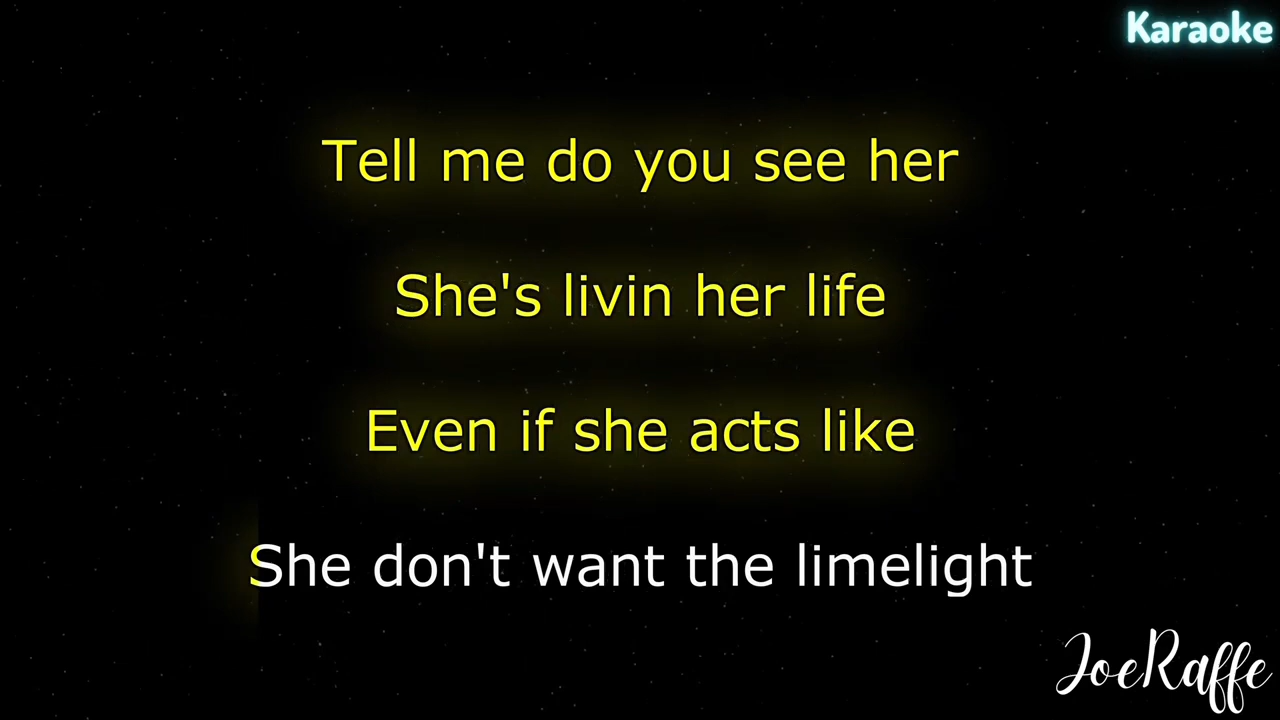 Karaoke
Tell me do you see her
She's livin her life
Even if she acts like
She don't want the limelight
JoeRaffe